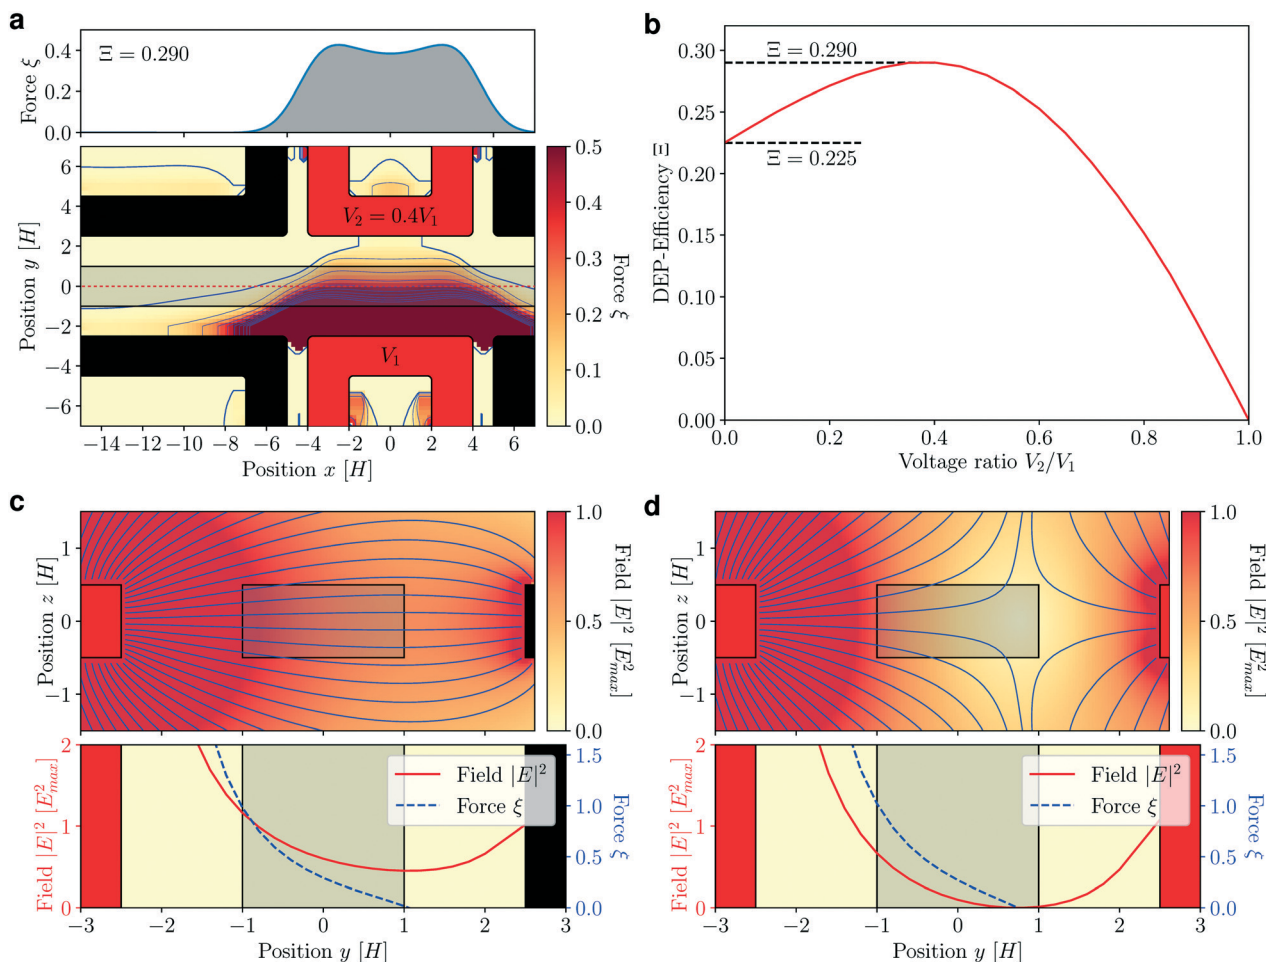 a
Force ξ
0.4
0.2
0.0
Ξ = 0.290
Position y [H]
6
4
2
0
−2
−4
−6
V₂ = 0.4V₁
V₁
−14 −12 −10 −8 −6 −4 −2 0 2 4 6
Position x [H]
0.5
0.4
0.3
0.2
0.1
0.0
Force ξ
b
DEP-Efficiency Ξ
0.30
0.25
0.20
0.15
0.10
0.05
0.00
Ξ = 0.290
Ξ = 0.225
0.0 0.2 0.4 0.6 0.8 1.0
Voltage ratio V₂/V₁
c
Position z [H]
1
0
−1
1.0
0.5
0.0
Field |E|² [E²max]
Field |E|² [E²max]
2
1
0
Field |E|²
Force ξ
1.5
1.0
0.5
0.0
Force ξ
−3 −2 −1 0 1 2 3
Position y [H]
d
Position z [H]
1
0
−1
1.0
0.5
0.0
Field |E|² [E²max]
Field |E|² [E²max]
2
1
0
Field |E|²
Force ξ
1.5
1.0
0.5
0.0
Force ξ
−3 −2 −1 0 1 2 3
Position y [H]